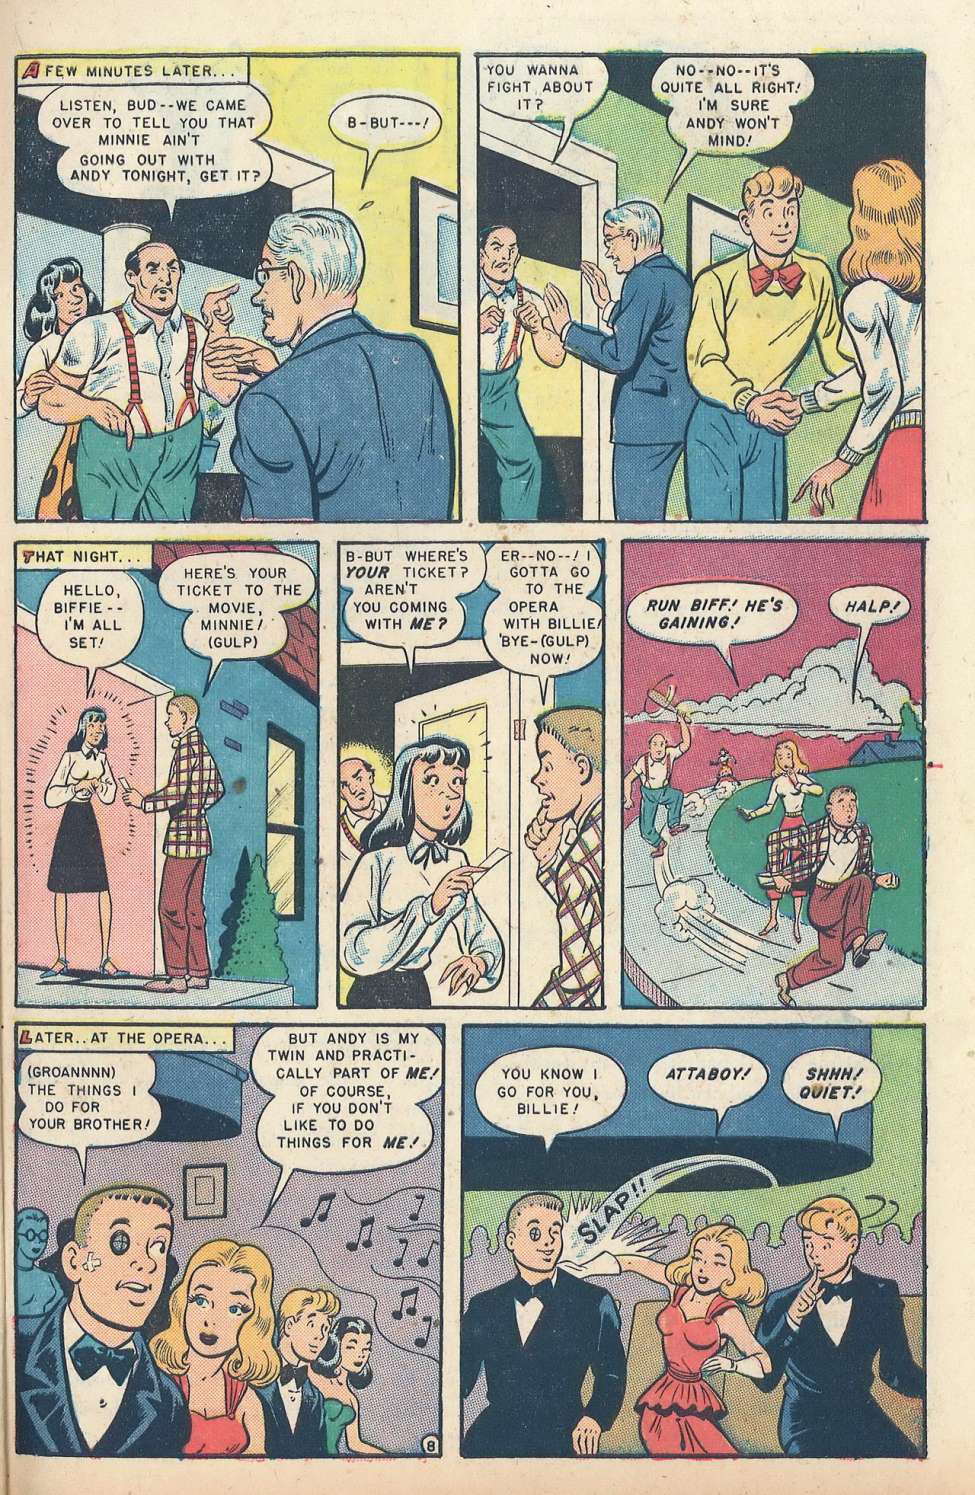 A FEW MINUTES LATER...
LISTEN, BUD--WE CAME
OVER TO TELL YOU THAT
MINNIE AIN'T
GOING OUT WITH
ANDY TONIGHT, GET IT?
B-BUT---!
YOU WANNA
FIGHT ABOUT
IT?
NO--NO--IT'S
QUITE ALL RIGHT!
I'M SURE
ANDY WON'T
MIND!
THAT NIGHT...
HELLO,
BIFFIE--
I'M ALL
SET!
HERE'S YOUR
TICKET TO THE
MOVIE,
MINNIE!
(GULP)
B-BUT WHERE'S
YOUR TICKET?
AREN'T
YOU COMING
WITH ME?
ER--NO--! I
GOTTA GO
TO THE
OPERA
WITH BILLIE!
'BYE-(GULP)
NOW!
RUN BIFF! HE'S
GAINING!
HALP!
LATER..AT THE OPERA...
(GROANNNN)
THE THINGS I
DO FOR
YOUR BROTHER!
BUT ANDY IS MY
TWIN AND PRACTI-
CALLY PART OF ME!
OF COURSE,
IF YOU DON'T
LIKE TO DO
THINGS FOR ME!
8
YOU KNOW I
GO FOR YOU,
BILLIE!
ATTABOY!
SHHH!
QUIET!
SLAP!!